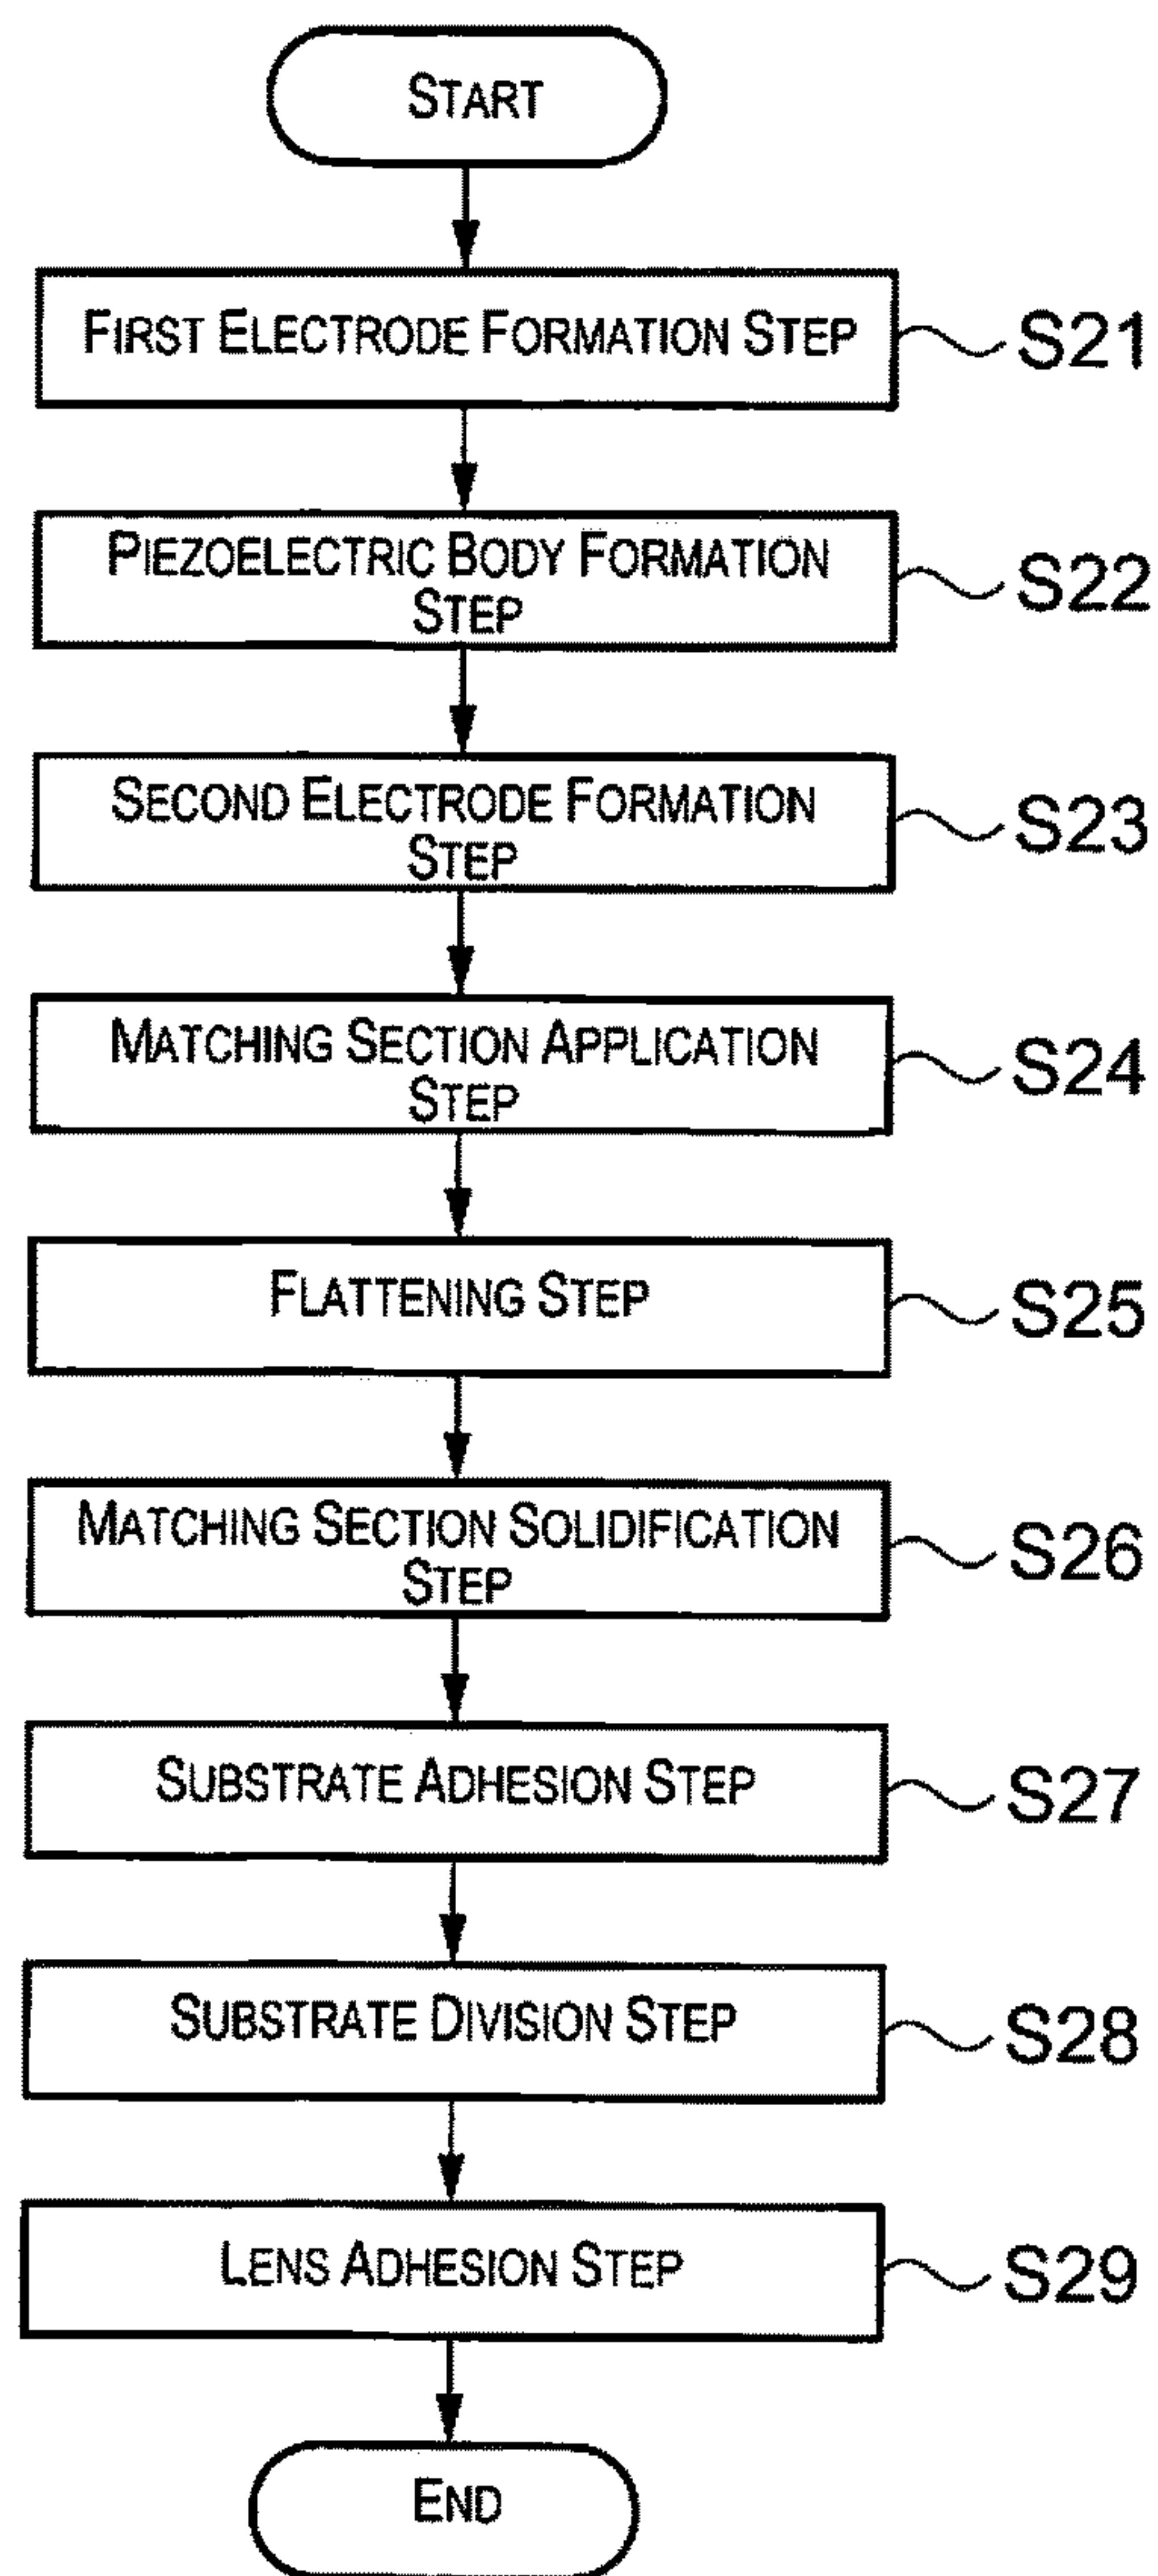 START
FIRST ELECTRODE FORMATION STEP
S21
PIEZOELECTRIC BODY FORMATION
STEP
S22
SECOND ELECTRODE FORMATION
STEP
S23
MATCHING SECTION APPLICATION
STEP
S24
FLATTENING STEP
S25
MATCHING SECTION SOLIDIFICATION
STEP
S26
SUBSTRATE ADHESION STEP
S27
SUBSTRATE DIVISION STEP
S28
LENS ADHESION STEP
S29
END